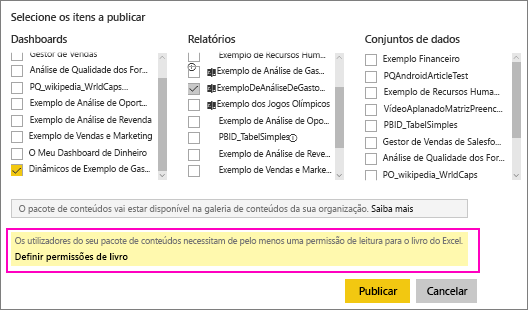 Selecione os itens a publicar
Dashboards
Gestor de Vendas
Análise de Qualidade dos For...
PQ_wikipedia_WrldCaps...
Exemplo de Análise de Oport...
Exemplo de Análise de Revenda
Exemplo de Vendas e Marketing
O Meu Dashboard de Dinheiro
Dinâmicos de Exemplo de Gas...
Relatórios
Exemplo de Recursos Hum...
Exemplo de Análise de Gas...
ExemploDeAnáliseDeGasto...
Exemplo dos Jogos Olímpicos
Exemplo de Análise de Opo...
PBID_TabelSimples
Exemplo de Análise de Reve...
Exemplo de Vendas e Marke...
Conjuntos de dados
Exemplo Financeiro
PQAndroidArticleTest
Exemplo de Recursos Huma...
VídeoAplanadoMatrizPreenc...
PBID_TabelSimples
Gestor de Vendas de Salesfo...
Análise de Qualidade dos For...
PO_wikipedia_WrldCaps
O pacote de conteúdos vai estar disponível na galeria de conteúdos da sua organização. Saiba mais
Os utilizadores do seu pacote de conteúdos necessitam de pelo menos uma permissão de leitura para o livro do Excel.
Definir permissões de livro
Publicar
Cancelar